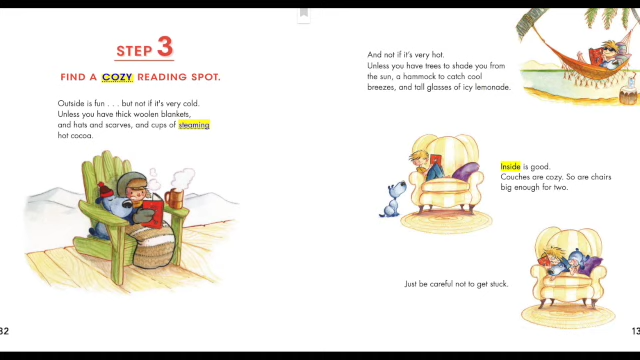 STEP 3
FIND A COZY READING SPOT.
Outside is fun . . . but not if it's very cold.
Unless you have thick woolen blankets,
and hats and scarves, and cups of steaming
hot cocoa.
32
And not if it's very hot.
Unless you have trees to shade you from
the sun, a hammock to catch cool
breezes, and tall glasses of icy lemonade.
Inside is good.
Couches are cozy. So are chairs
big enough for two.
Just be careful not to get stuck.
13